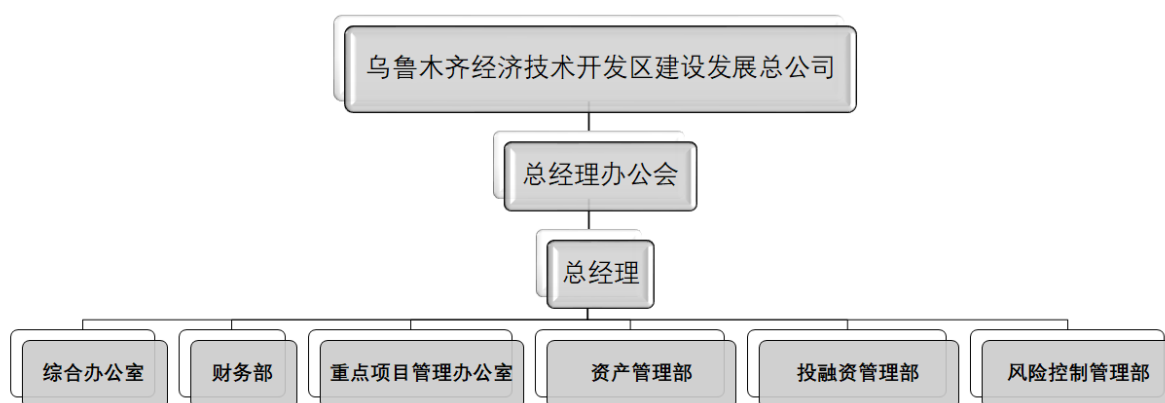 乌鲁木齐经济技术开发区建设发展总公司
总经理办公会
总经理
综合办公室
财务部
重点项目管理办公室
资产管理部
投融资管理部
风险控制管理部